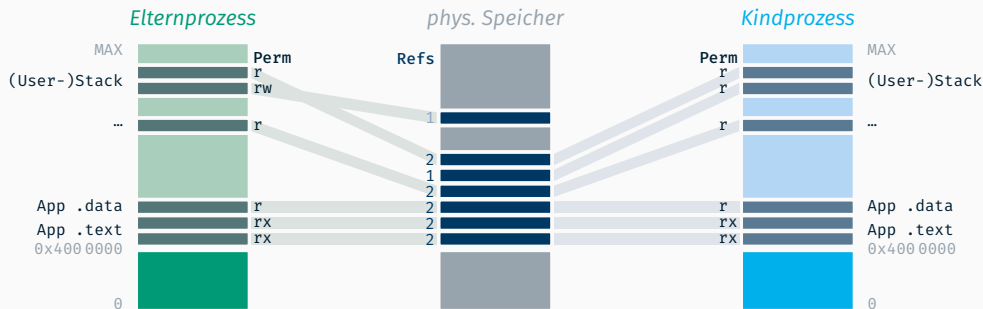 Elternprozess phys. Speicher Kindprozess
MAX Perm Refs Perm MAX
(User-)Stack r r (User-)Stack
rw r
… r 1 r …
2
1
2
App .data r 2 r App .data
App .text rx 2 rx App .text
rx 2 rx
0x400 0000 0x400 0000
0 0